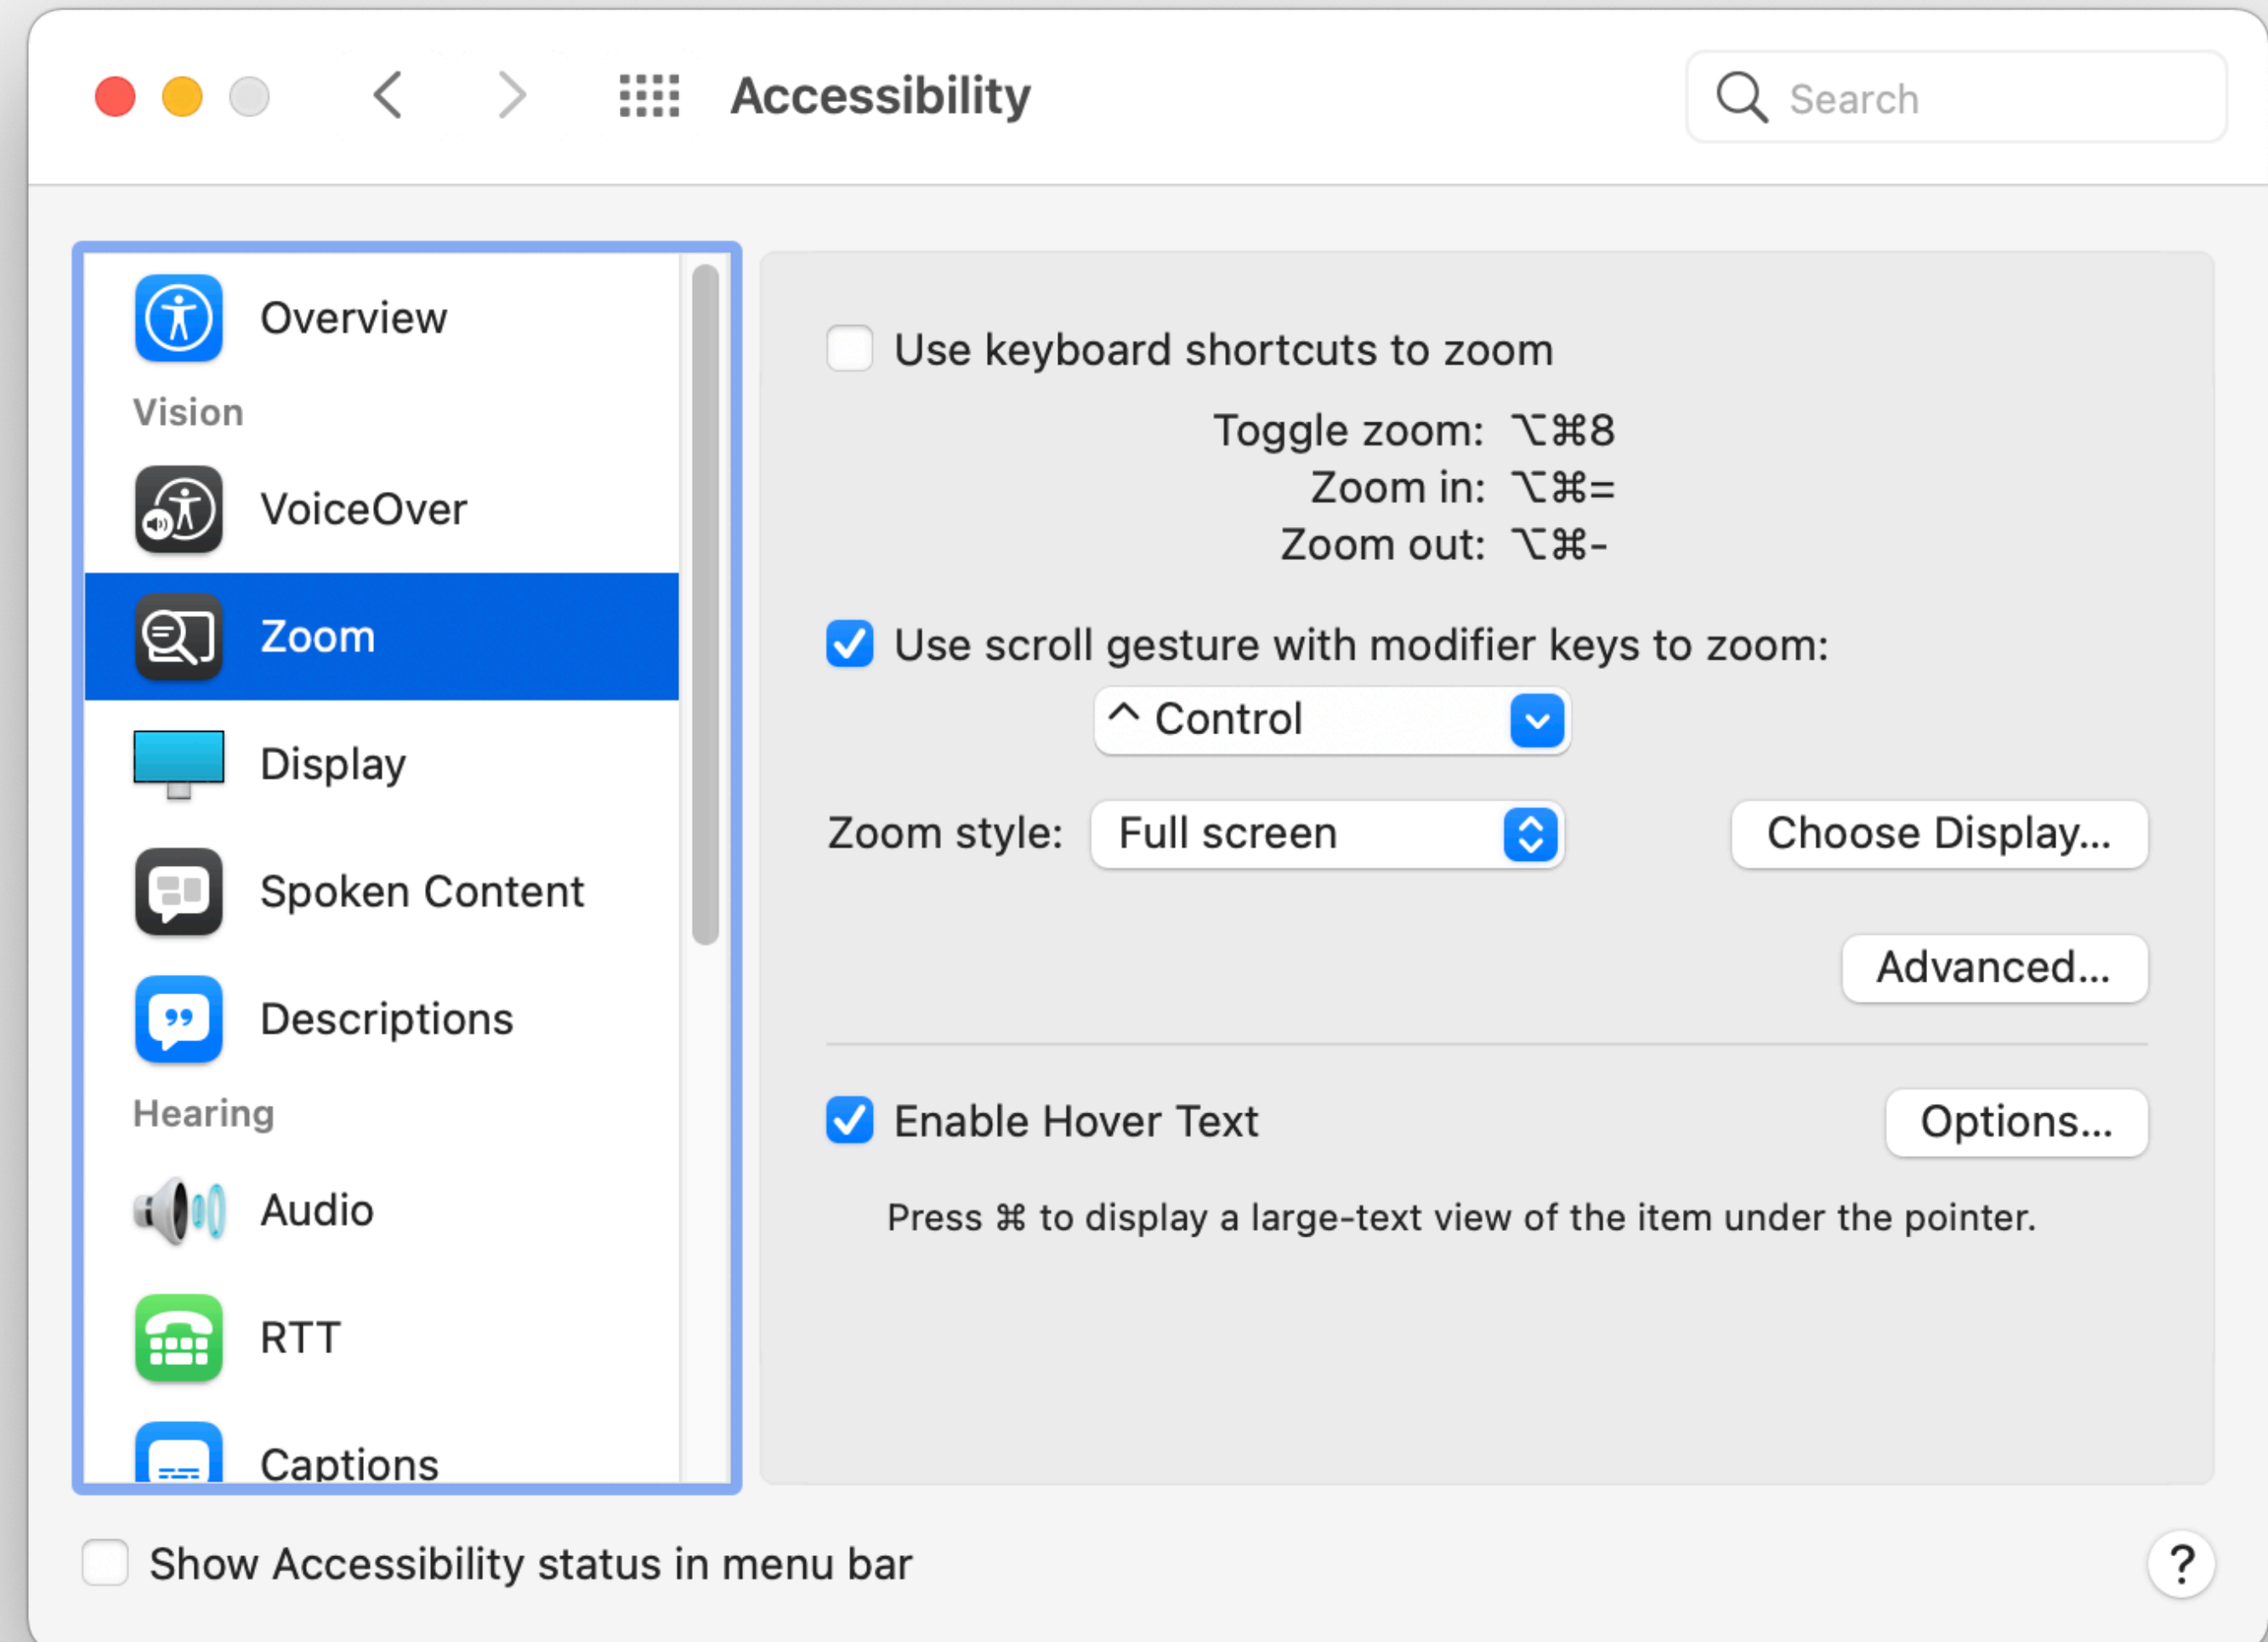 Accessibility
Search
Overview
Vision
VoiceOver
Zoom
Display
Spoken Content
Descriptions
Hearing
Audio
RTT
Captions
Use keyboard shortcuts to zoom
Toggle zoom: ⌥⌘8
Zoom in: ⌥⌘=
Zoom out: ⌥⌘-
Use scroll gesture with modifier keys to zoom:
^ Control
Zoom style: Full screen Choose Display...
Advanced...
Enable Hover Text Options...
Press ⌘ to display a large-text view of the item under the pointer.
Show Accessibility status in menu bar ?